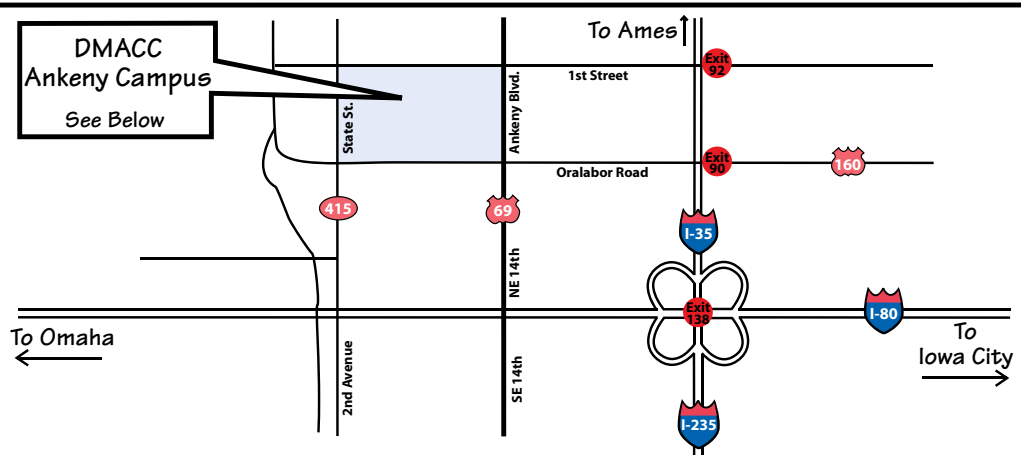 DMACC
Ankeny Campus
See Below
To Ames
Exit
92
1st Street
State St.
Ankeny Blvd.
Exit
90
Oralabor Road
160
415
69
I-35
NE 14th
Exit
138
I-80
To Omaha
To
Iowa City
2nd Avenue
SE 14th
I-235